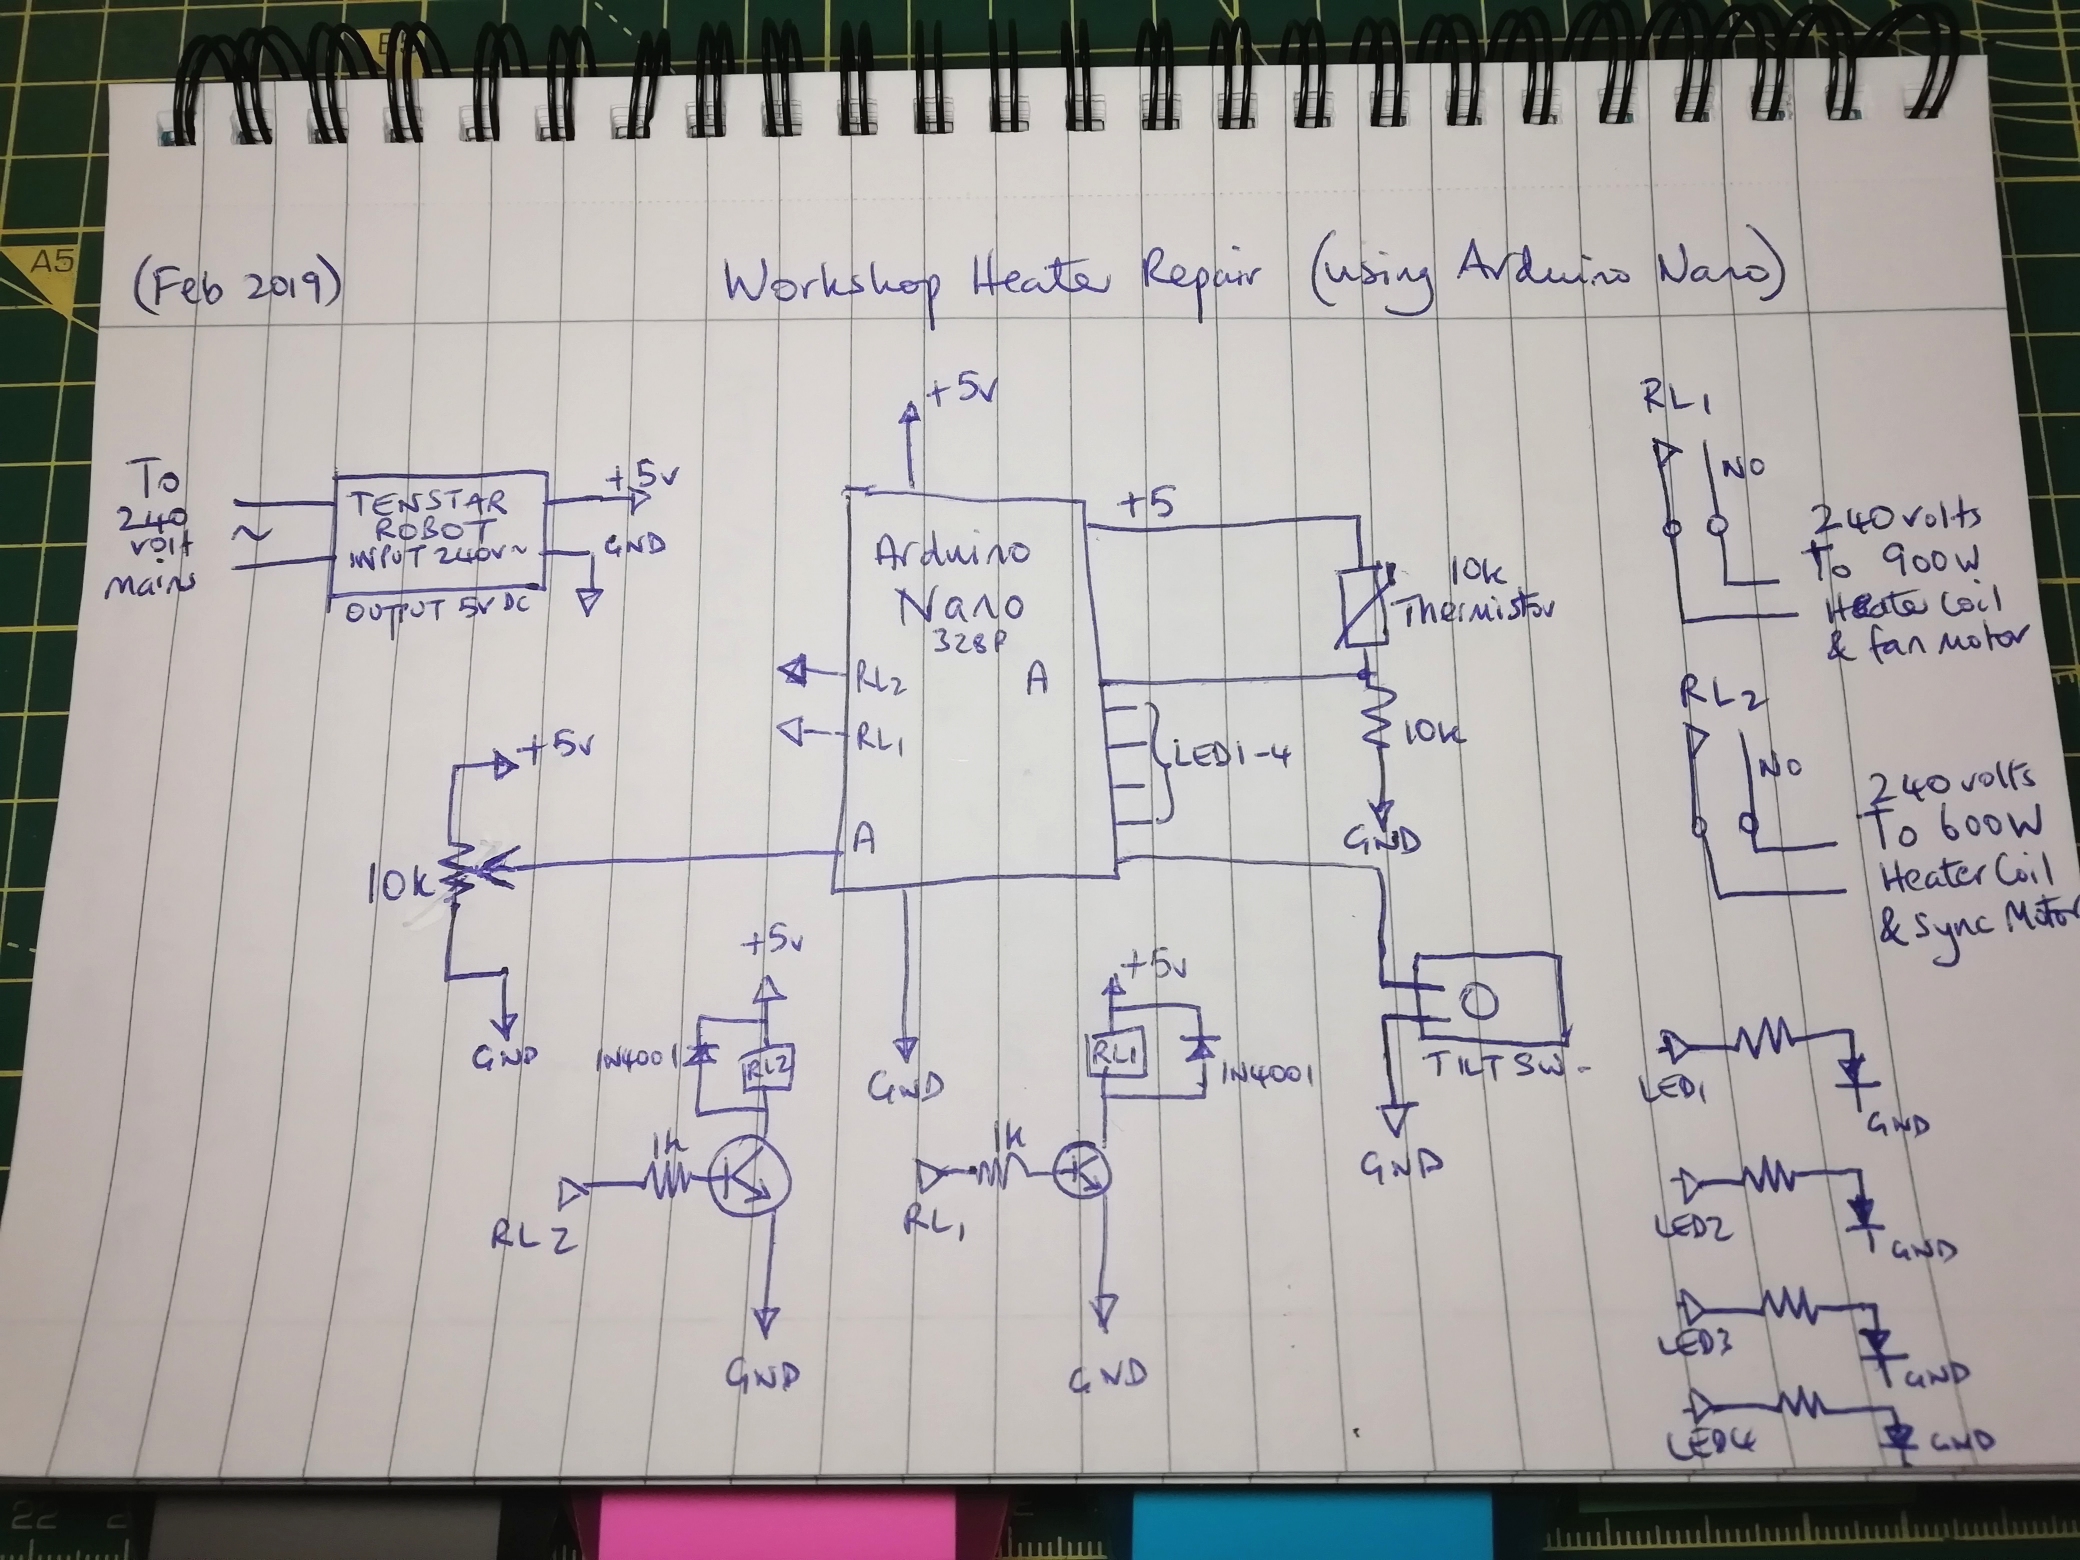 A5
(Feb 2019)
Workshop Heater Repair (using Arduino Nano)
To
240
volt
mains
~
TENSTAR
ROBOT
INPUT 240V~
OUTPUT 5V DC
+5v
GND
+5v
Arduino
Nano
328P
RL2
RL1
A
A
+5
10k
Thermistor
10k
GND
LED1-4
RL1
NO
240 volts
To 900W
Heater Coil
& fan motor
RL2
NO
240 volts
To 600W
Heater Coil
& Sync Motor
+5v
10k
GND
+5v
1N4001
RL2
1k
RL2
GND
GND
+5v
RL1
1N4001
1k
RL1
GND
TILT SW.
GND
LED1
GND
LED2
GND
LED3
GND
LED4
GND
22